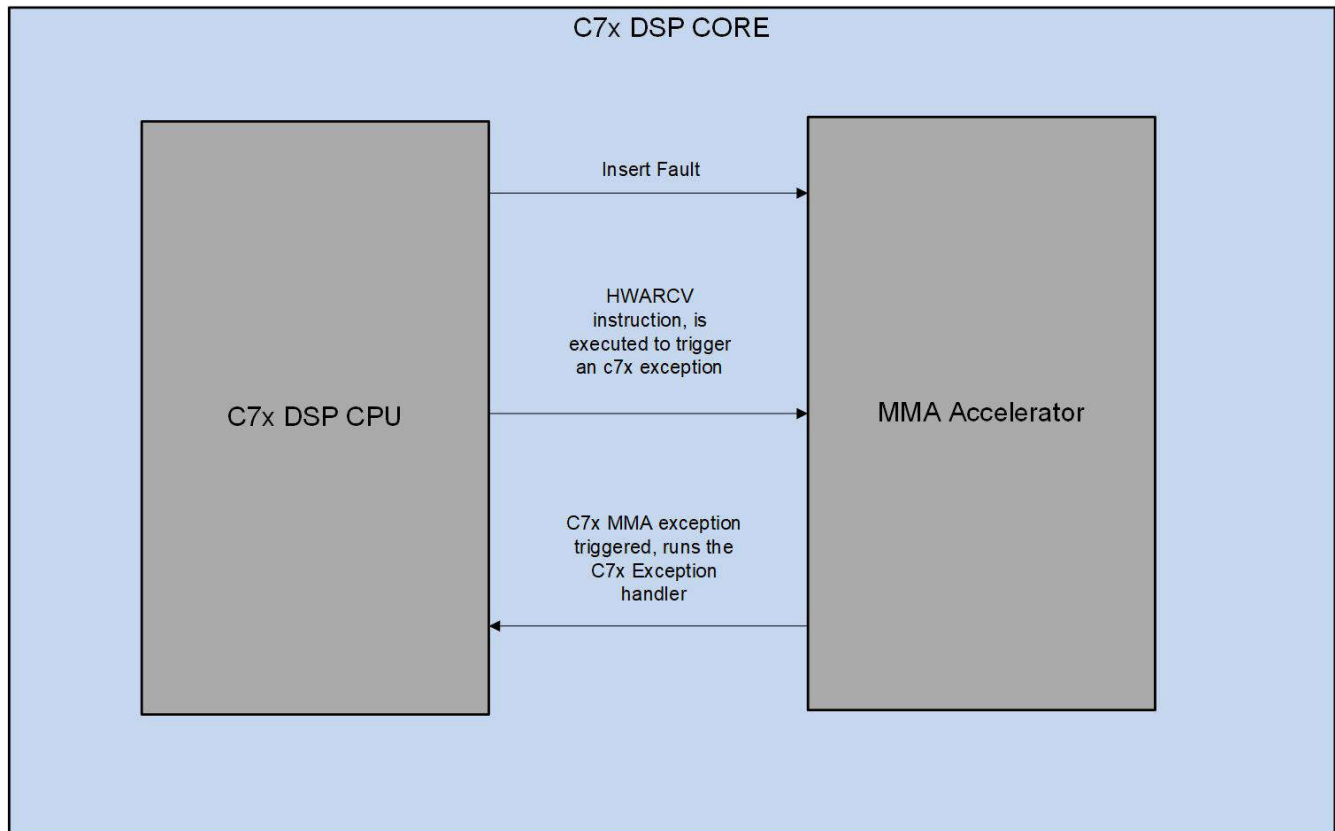 C7x DSP CORE
Insert Fault
HWARCV
instruction, is
executed to trigger
an c7x exception
C7x DSP CPU
MMA Accelerator
C7x MMA exception
triggered, runs the
C7x Exception
handler